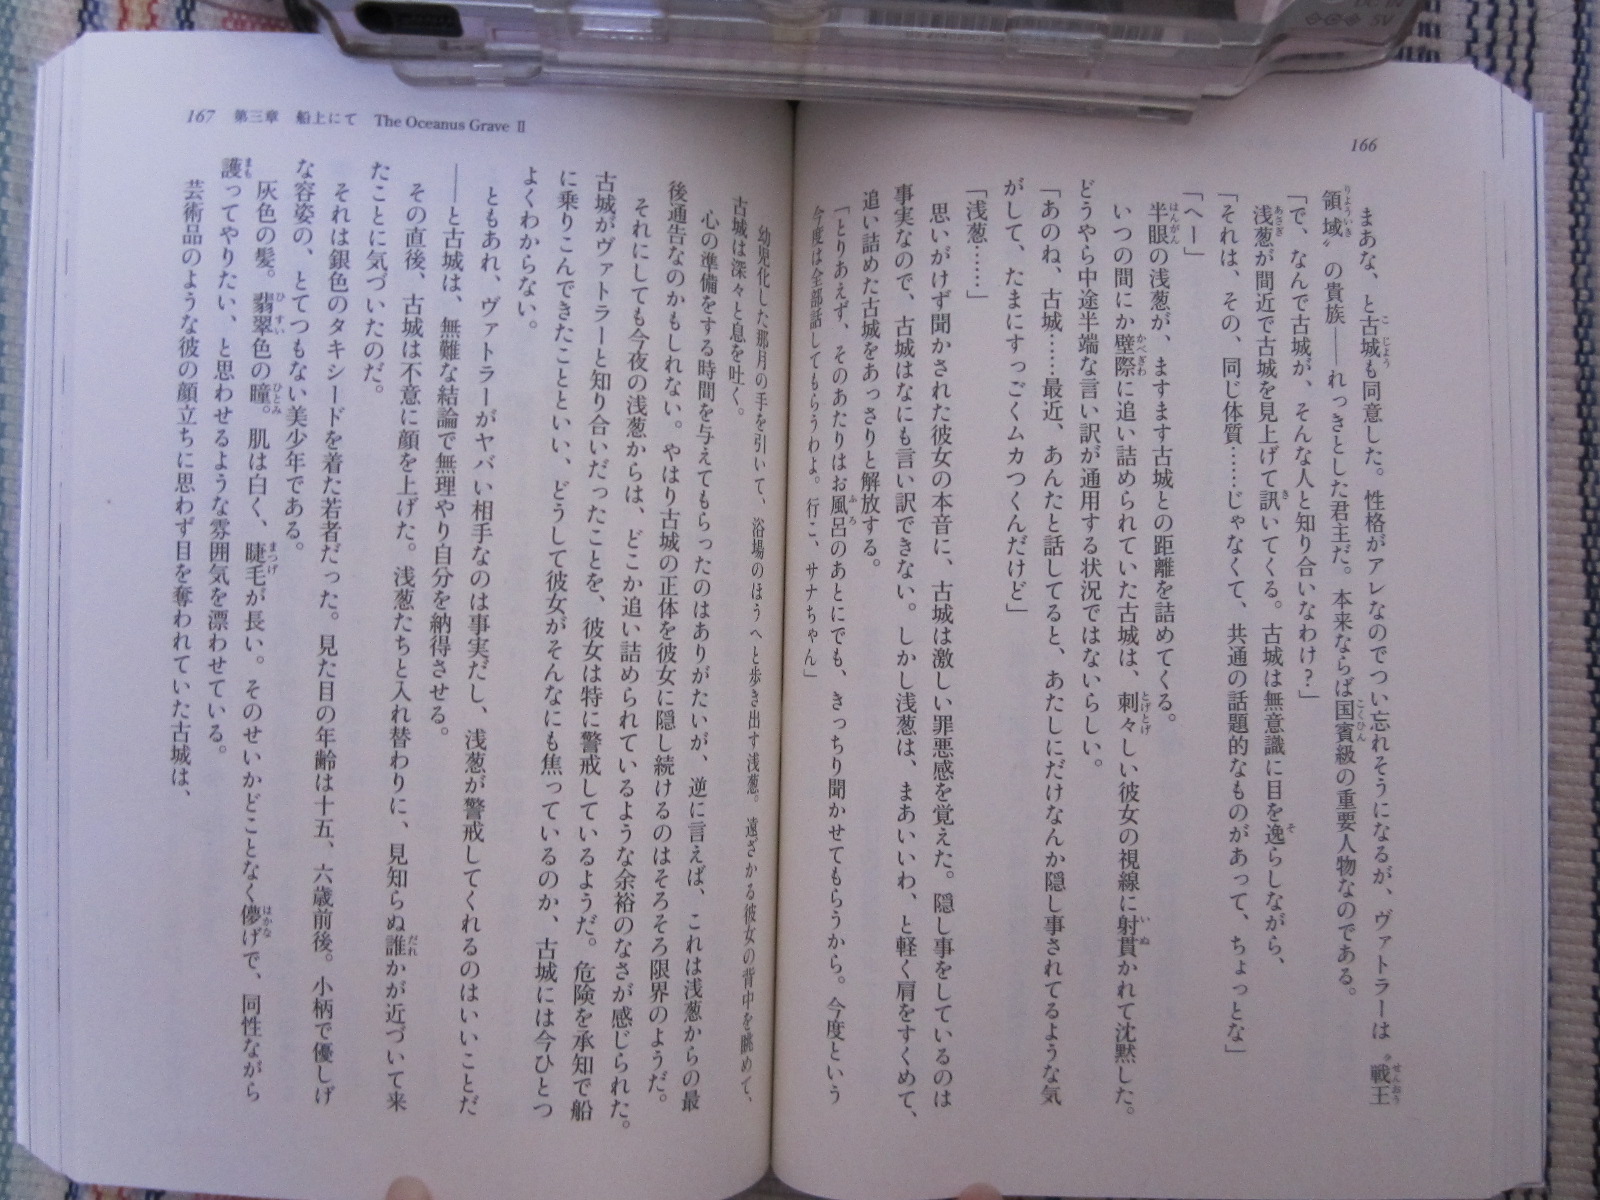 166
まあな、と古城も同意した。性格がアレなのでつい忘れそうになるが、ヴァトラーは〝戦王
領域〟の貴族――れっきとした君主だ。本来ならば国賓級の重要人物なのである。
「で、なんで古城が、そんな人と知り合いなわけ？」
浅葱が間近で古城を見上げて訊いてくる。古城は無意識に目を逸らしながら、
「それは、その、同じ体質……じゃなくて、共通の話題的なものがあって、ちょっとな」
「へー」
半眼の浅葱が、ますます古城との距離を詰めてくる。
いつの間にか壁際に追い詰められていた古城は、刺々しい彼女の視線に射貫かれて沈黙した。
どうやら中途半端な言い訳が通用する状況ではないらしい。
「あのね、古城……最近、あんたと話してると、あたしにだけなんか隠し事されてるような気
がして、たまにすっごくムカつくんだけど」
「浅葱……」
思いがけず聞かされた彼女の本音に、古城は激しい罪悪感を覚えた。隠し事をしているのは
事実なので、古城はなにも言い訳できない。しかし浅葱は、まあいいわ、と軽く肩をすくめて、
追い詰めた古城をあっさりと解放する。
「とりあえず、そのあたりはお風呂のあとにでも、きっちり聞かせてもらうから。今度という
今度は全部話してもらうわよ。行こ、サナちゃん」
167 第三章 船上にて The Oceanus Grave Ⅱ
幼児化した那月の手を引いて、浴場のほうへと歩き出す浅葱。遠ざかる彼女の背中を眺めて、
古城は深々と息を吐く。
心の準備をする時間を与えてもらったのはありがたいが、逆に言えば、これは浅葱からの最
後通告なのかもしれない。やはり古城の正体を彼女に隠し続けるのはそろそろ限界のようだ。
それにしても今夜の浅葱からは、どこか追い詰められているような余裕のなさが感じられた。
古城がヴァトラーと知り合いだったことを、彼女は特に警戒しているようだ。危険を承知で船
に乗りこんできたことといい、どうして彼女がそんなにも焦っているのか、古城には今ひとつ
よくわからない。
ともあれ、ヴァトラーがヤバい相手なのは事実だし、浅葱が警戒してくれるのはいいことだ
――と古城は、無難な結論で無理やり自分を納得させる。
その直後、古城は不意に顔を上げた。浅葱たちと入れ替わりに、見知らぬ誰かが近づいて来
たことに気づいたのだ。
それは銀色のタキシードを着た若者だった。見た目の年齢は十五、六歳前後。小柄で優しげ
な容姿の、とてつもない美少年である。
灰色の髪。翡翠色の瞳。肌は白く、睫毛が長い。そのせいかどことなく儚げで、同性ながら
護ってやりたい、と思わせるような雰囲気を漂わせている。
芸術品のような彼の顔立ちに思わず目を奪われていた古城は、